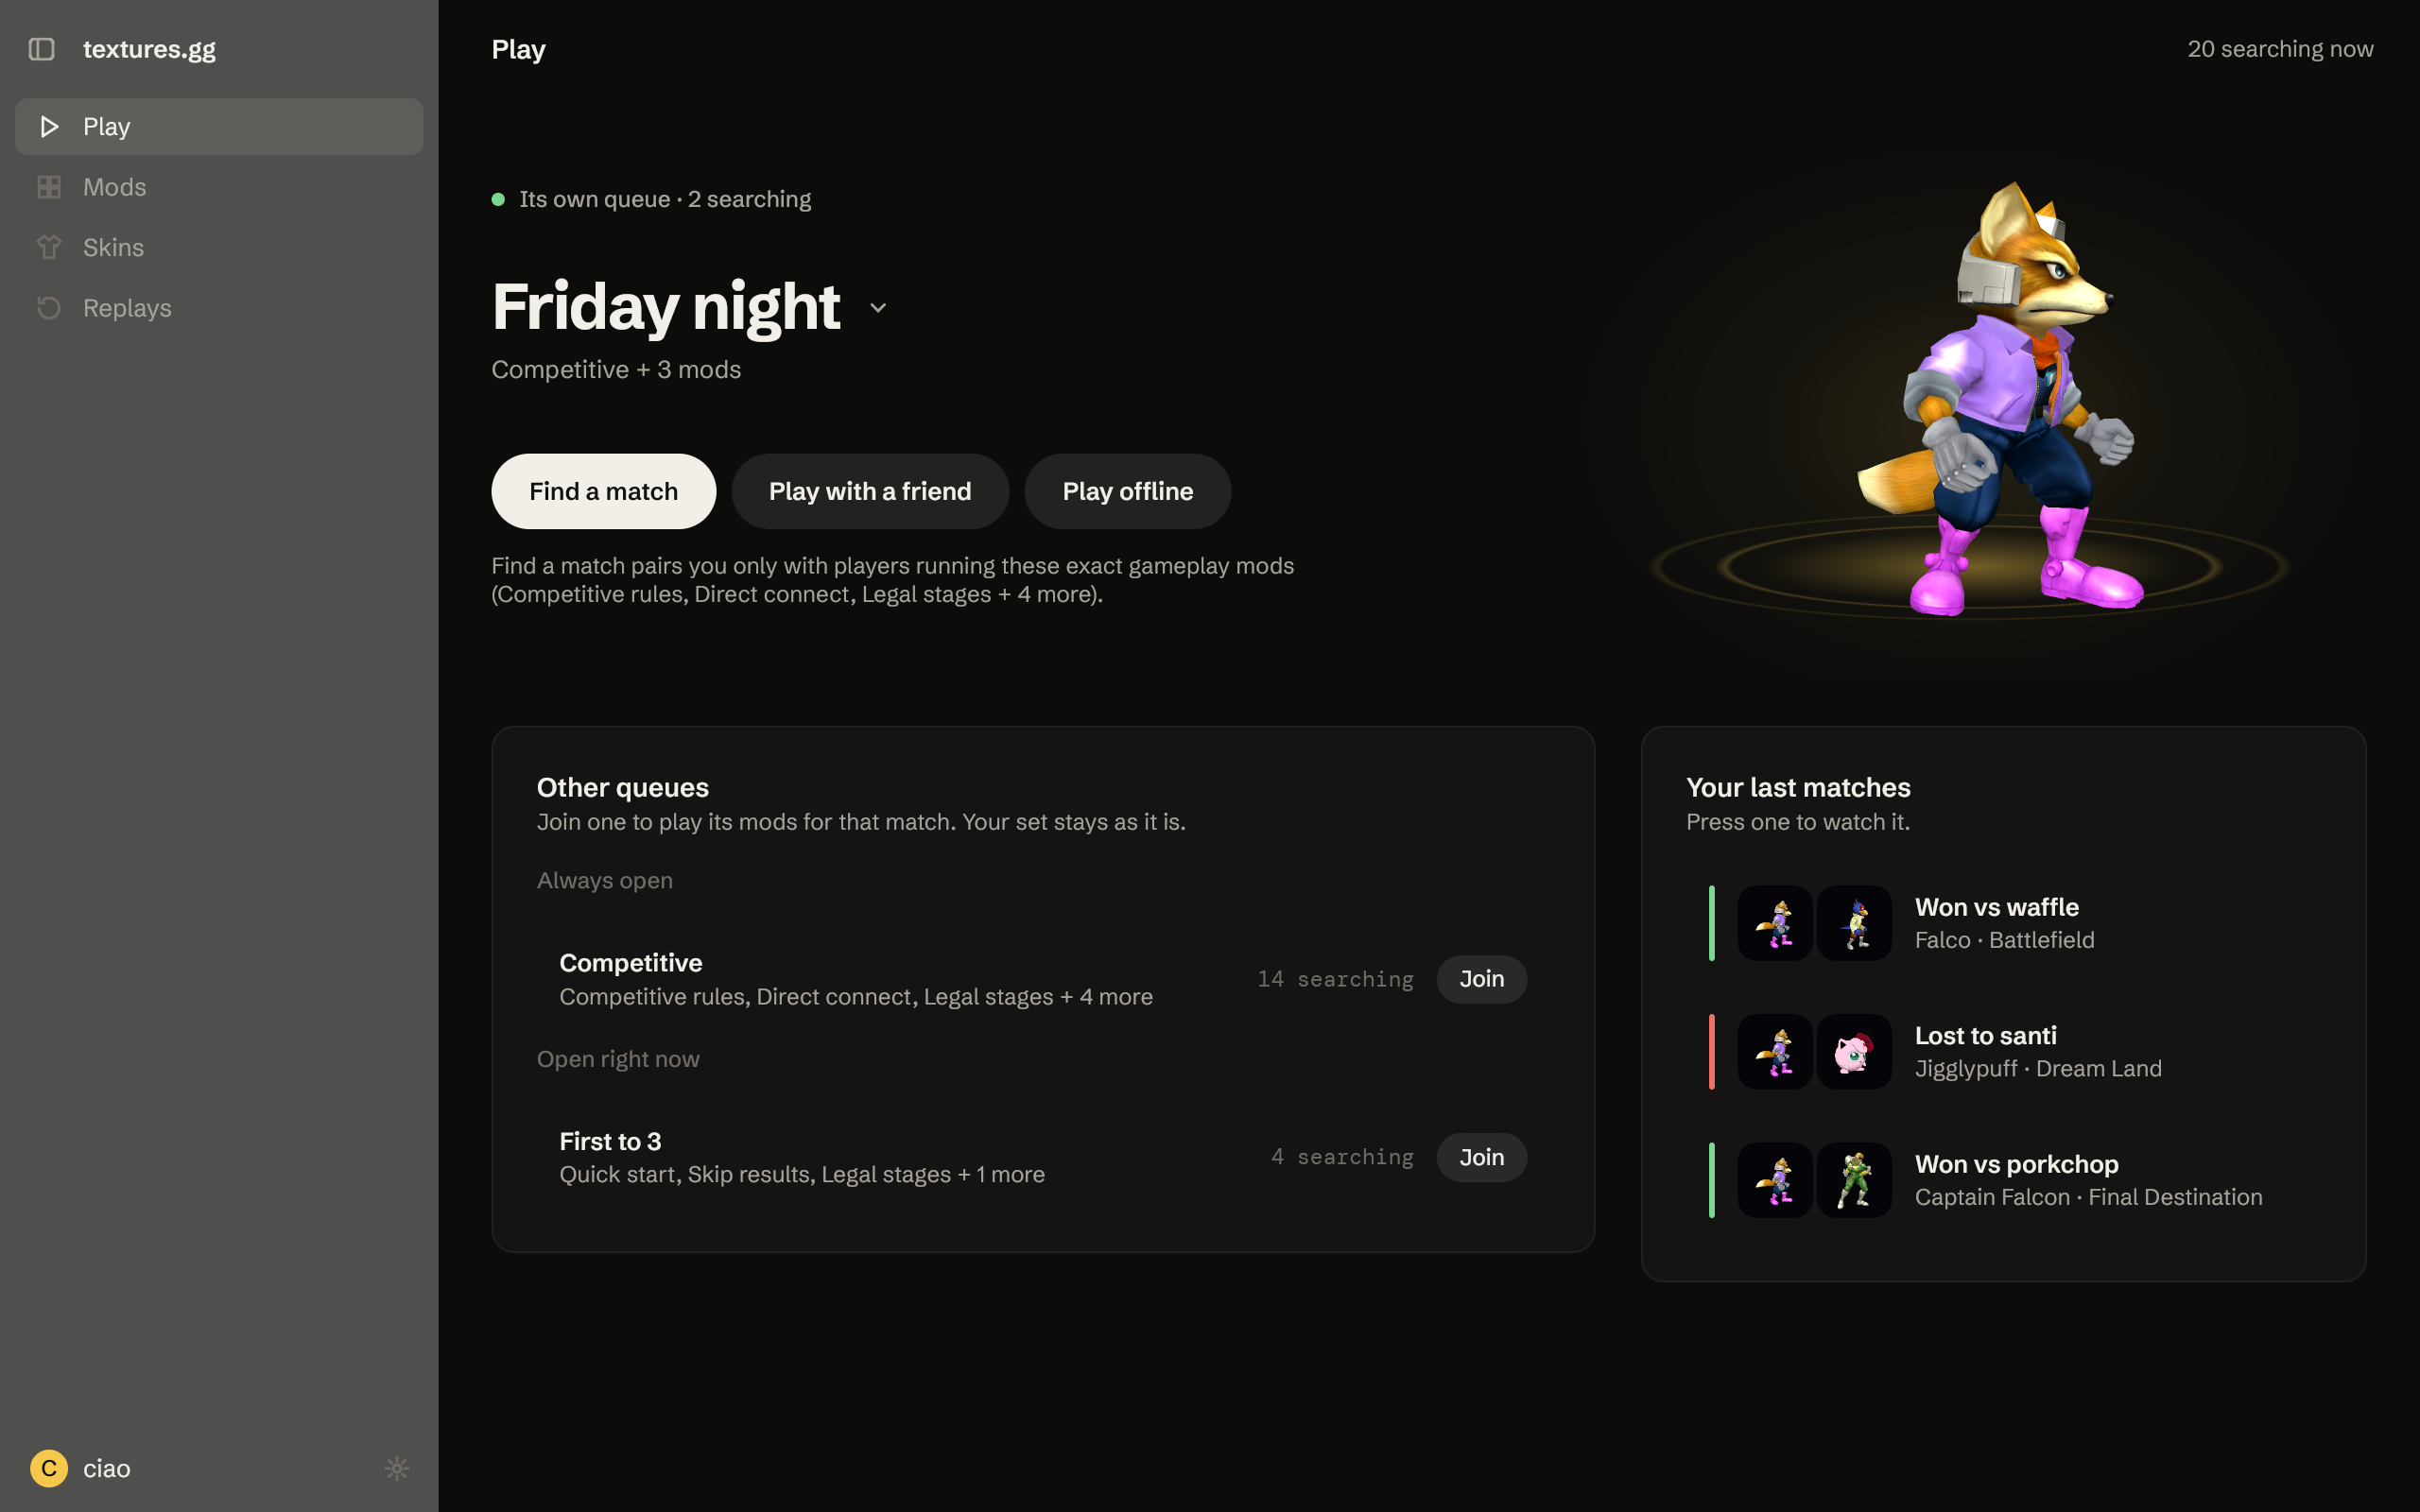 textures.gg
Play
Mods
Skins
Replays
C ciao
Play
20 searching now
Its own queue · 2 searching
Friday night
Competitive + 3 mods
Find a match
Play with a friend
Play offline
Find a match pairs you only with players running these exact gameplay mods
(Competitive rules, Direct connect, Legal stages + 4 more).
Other queues
Join one to play its mods for that match. Your set stays as it is.
Always open
Competitive
Competitive rules, Direct connect, Legal stages + 4 more
14 searching
Join
Open right now
First to 3
Quick start, Skip results, Legal stages + 1 more
4 searching
Join
Your last matches
Press one to watch it.
Won vs waffle
Falco · Battlefield
Lost to santi
Jigglypuff · Dream Land
Won vs porkchop
Captain Falcon · Final Destination